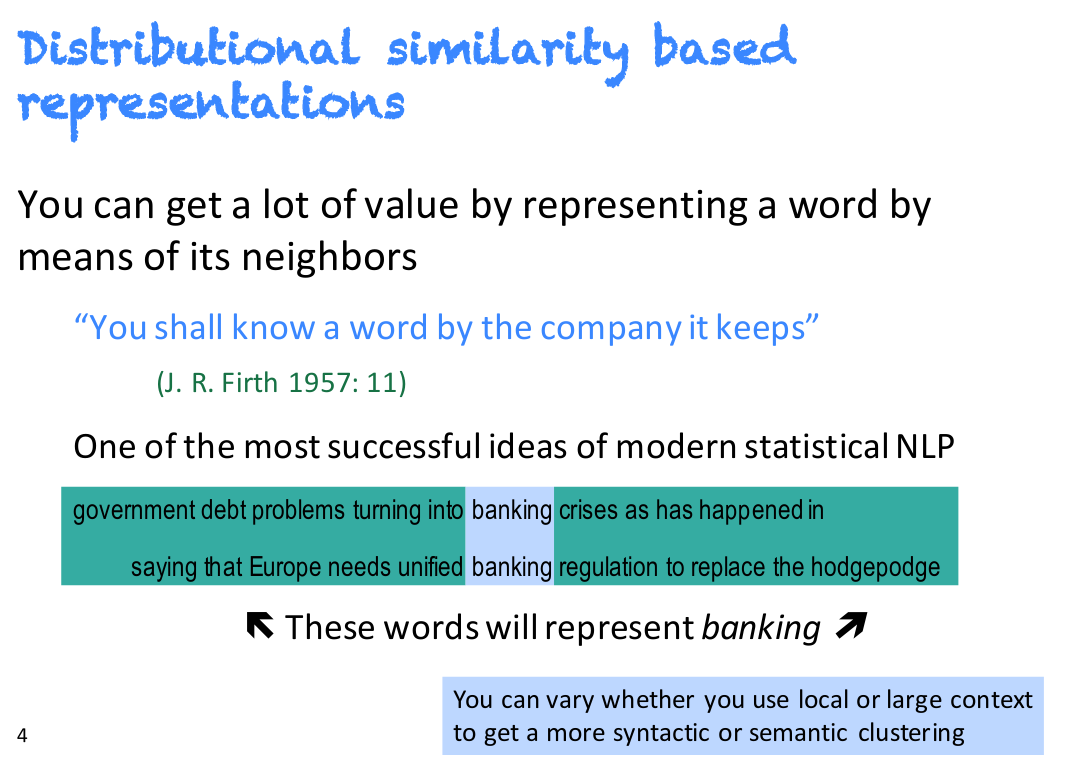 Distributional similarity based
representations
You can get a lot of value by representing a word by
means of its neighbors
“You shall know a word by the company it keeps”
(J. R. Firth 1957: 11)
One of the most successful ideas of modern statistical NLP
government debt problems turning into banking crises as has happened in
saying that Europe needs unified banking regulation to replace the hodgepodge
↖ These words will represent banking ↗
You can vary whether you use local or large context
to get a more syntactic or semantic clustering
4